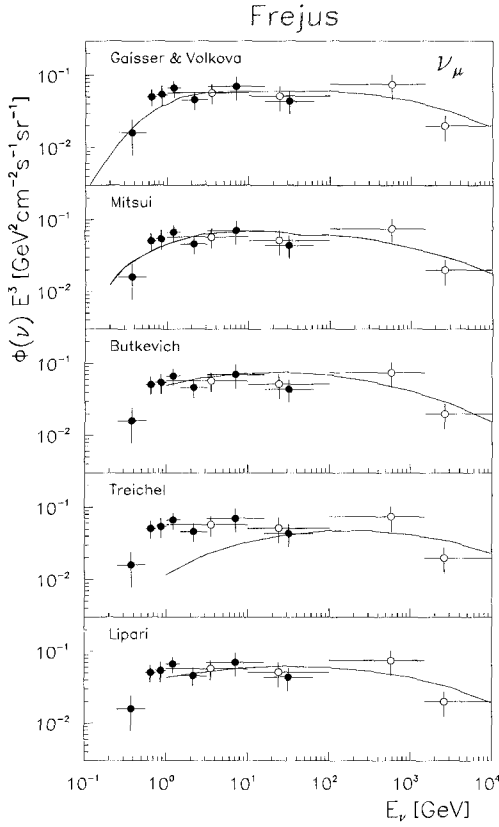 Frejus
Gaisser & Volkova
ν_μ
Φ(ν) E³ [GeV²cm⁻²s⁻¹sr⁻¹]
10⁻¹
10⁻²
Mitsui
10⁻¹
10⁻²
Butkevich
10⁻¹
10⁻²
Treichel
10⁻¹
10⁻²
Lipari
10⁻¹
10⁻²
10⁻¹ 10⁰ 10¹ 10² 10³ 10⁴
E_ν [GeV]